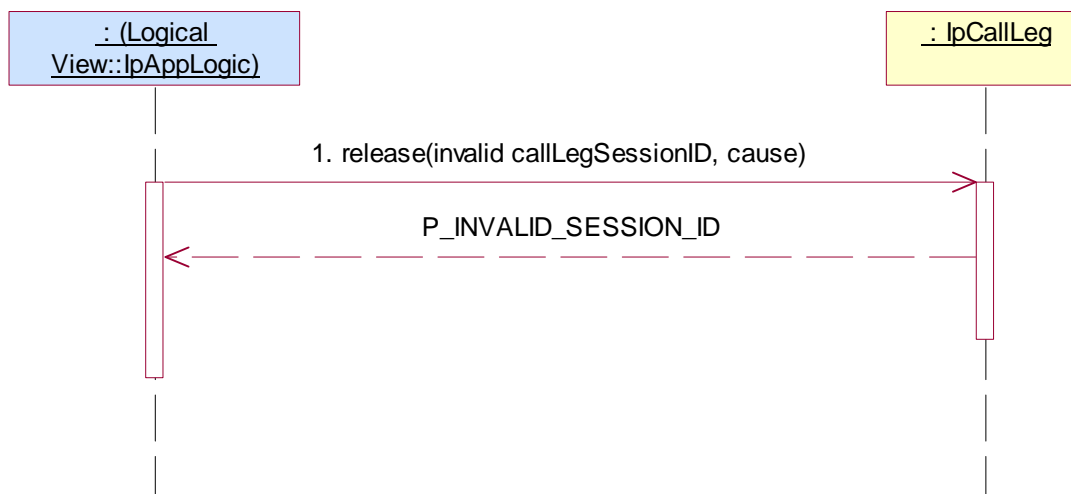 : (Logical
View::IpAppLogic)
: IpCallLeg
1. release(invalid callLegSessionID, cause)
P_INVALID_SESSION_ID